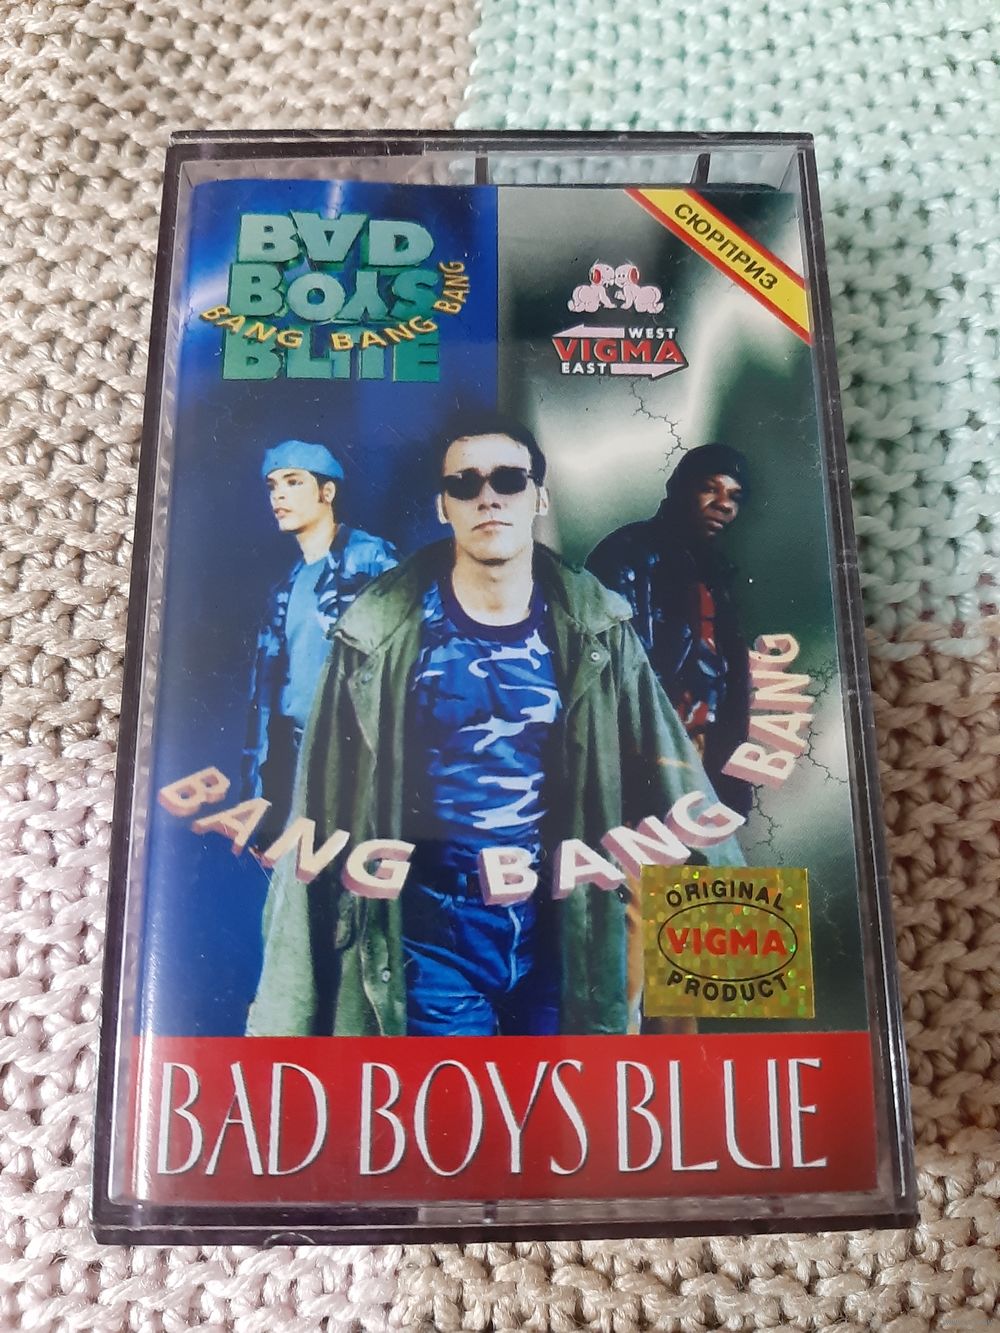 BAD
BOYS
BANG BANG BANG
BLUE
СЮРПРИЗ
WEST
VIGMA
EAST
BANG BANG BANG
ORIGINAL
VIGMA
PRODUCT
BAD BOYS BLUE